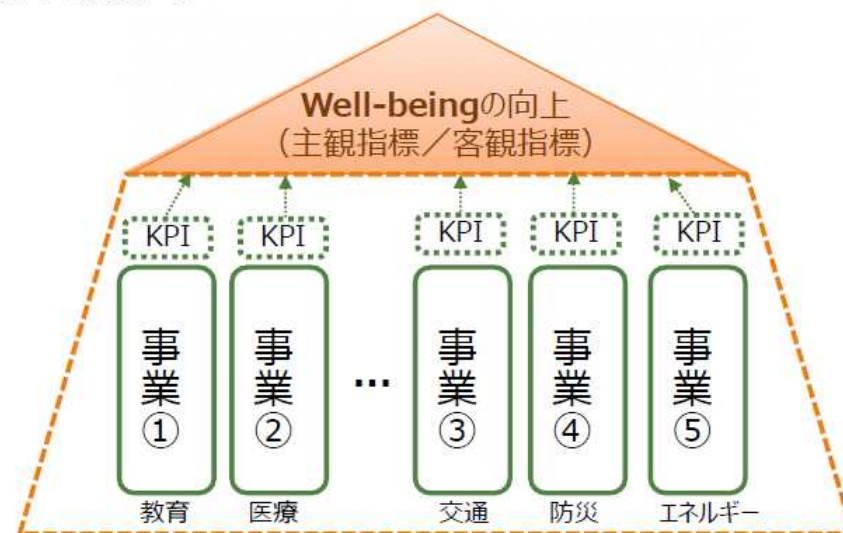 Well-beingの向上
（主観指標／客観指標）
KPI KPI KPI KPI KPI
事業① 事業② … 事業③ 事業④ 事業⑤
教育 医療 交通 防災 エネルギー